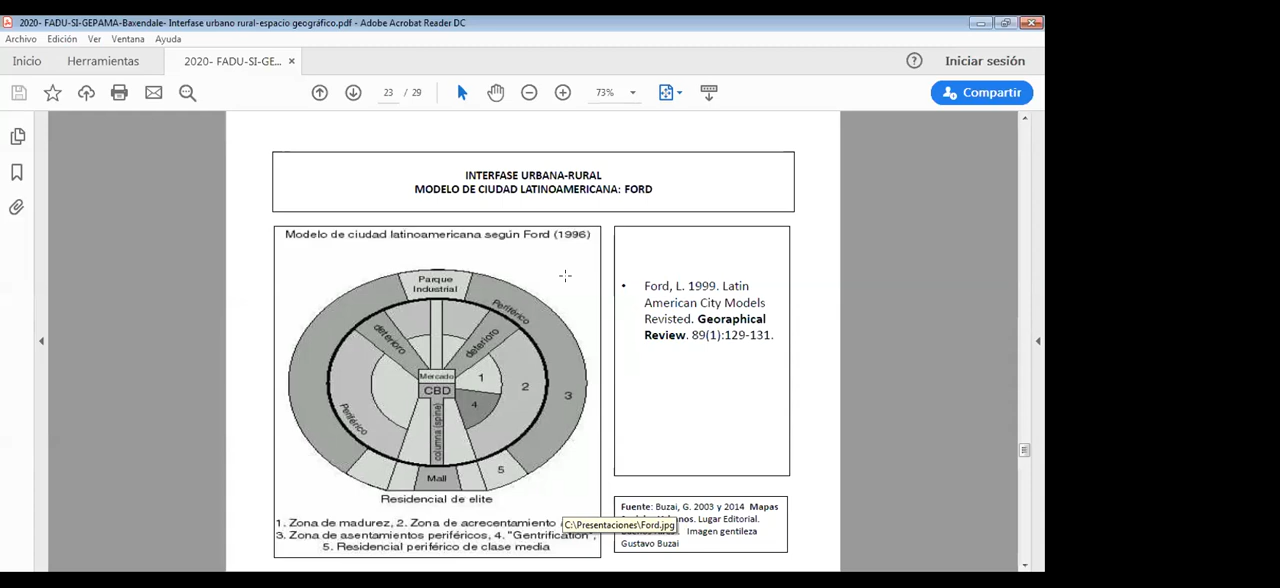 2020- FADU-SI-GEPAMA-Baxendale- Interfase urbano rural-espacio geográfico.pdf - Adobe Acrobat Reader DC
Archivo Edición Ver Ventana Ayuda
Inicio Herramientas 2020- FADU-SI-GE... × Iniciar sesión
23 / 29 73% Compartir
INTERFASE URBANA-RURAL
MODELO DE CIUDAD LATINOAMERICANA: FORD
Modelo de ciudad latinoamericana según Ford (1996)
Parque
Industrial
Periférico
deterioro
deterioro
Mercado
CBD
1
2
3
4
Periférico
columna (spina)
Mall
5
Residencial de elite
1. Zona de madurez, 2. Zona de acrecentamiento
3. Zona de asentamientos periféricos, 4. "Gentrification",
5. Residencial periférico de clase media
C:\Presentaciones\Ford.jpg
• Ford, L. 1999. Latin
American City Models
Revisted. Georaphical
Review. 89(1):129-131.
Fuente: Buzai, G. 2003 y 2014 Mapas
Lugar Editorial.
Imagen gentileza
Gustavo Buzai